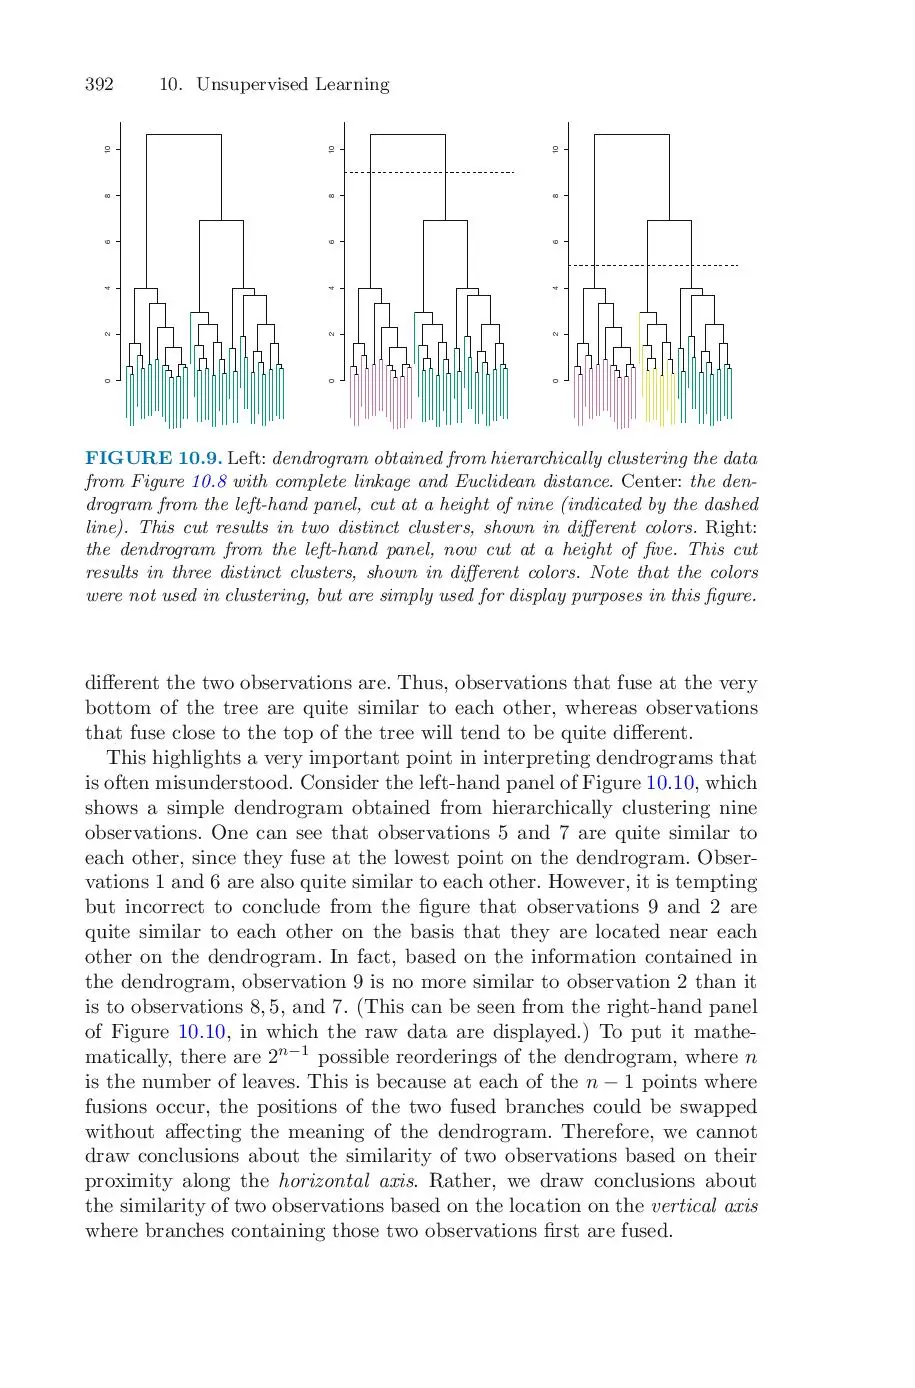 392 10. Unsupervised Learning
0 2 4 6 8 10
0 2 4 6 8 10
0 2 4 6 8 10
FIGURE 10.9. Left: dendrogram obtained from hierarchically clustering the data
from Figure 10.8 with complete linkage and Euclidean distance. Center: the den-
drogram from the left-hand panel, cut at a height of nine (indicated by the dashed
line). This cut results in two distinct clusters, shown in different colors. Right:
the dendrogram from the left-hand panel, now cut at a height of five. This cut
results in three distinct clusters, shown in different colors. Note that the colors
were not used in clustering, but are simply used for display purposes in this figure.
different the two observations are. Thus, observations that fuse at the very
bottom of the tree are quite similar to each other, whereas observations
that fuse close to the top of the tree will tend to be quite different.
This highlights a very important point in interpreting dendrograms that
is often misunderstood. Consider the left-hand panel of Figure 10.10, which
shows a simple dendrogram obtained from hierarchically clustering nine
observations. One can see that observations 5 and 7 are quite similar to
each other, since they fuse at the lowest point on the dendrogram. Obser-
vations 1 and 6 are also quite similar to each other. However, it is tempting
but incorrect to conclude from the figure that observations 9 and 2 are
quite similar to each other on the basis that they are located near each
other on the dendrogram. In fact, based on the information contained in
the dendrogram, observation 9 is no more similar to observation 2 than it
is to observations 8, 5, and 7. (This can be seen from the right-hand panel
of Figure 10.10, in which the raw data are displayed.) To put it mathe-
matically, there are 2ⁿ⁻¹ possible reorderings of the dendrogram, where n
is the number of leaves. This is because at each of the n − 1 points where
fusions occur, the positions of the two fused branches could be swapped
without affecting the meaning of the dendrogram. Therefore, we cannot
draw conclusions about the similarity of two observations based on their
proximity along the horizontal axis. Rather, we draw conclusions about
the similarity of two observations based on the location on the vertical axis
where branches containing those two observations first are fused.